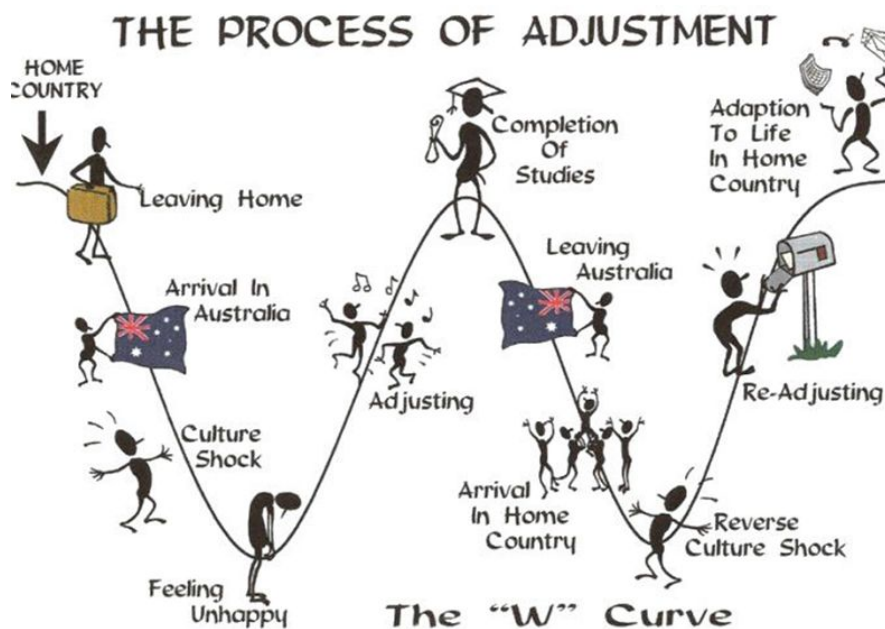 THE PROCESS OF ADJUSTMENT
HOME
COUNTRY
Leaving Home
Arrival In
Australia
Culture
Shock
Feeling
Unhappy
Adjusting
Completion
Of
Studies
Leaving
Australia
Arrival
In Home
Country
Reverse
Culture Shock
Re-Adjusting
Adaption
To Life
In Home
Country
The "W" Curve